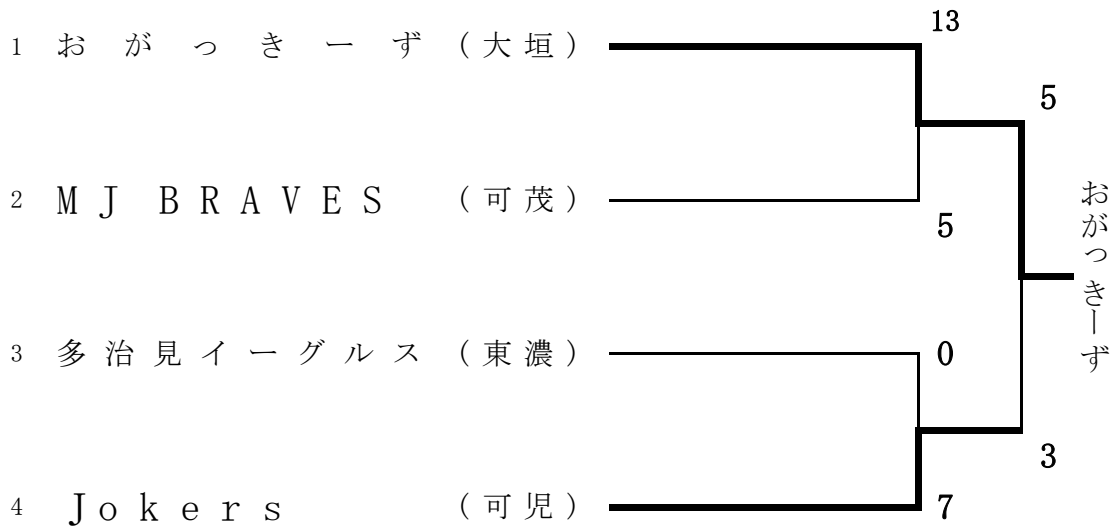 13
1 おがっきーず (大垣)
5
2 MJ BRAVES (可茂)
5
おがっきーず
3 多治見イーグルス (東濃)
0
3
4 Jokers (可児)
7